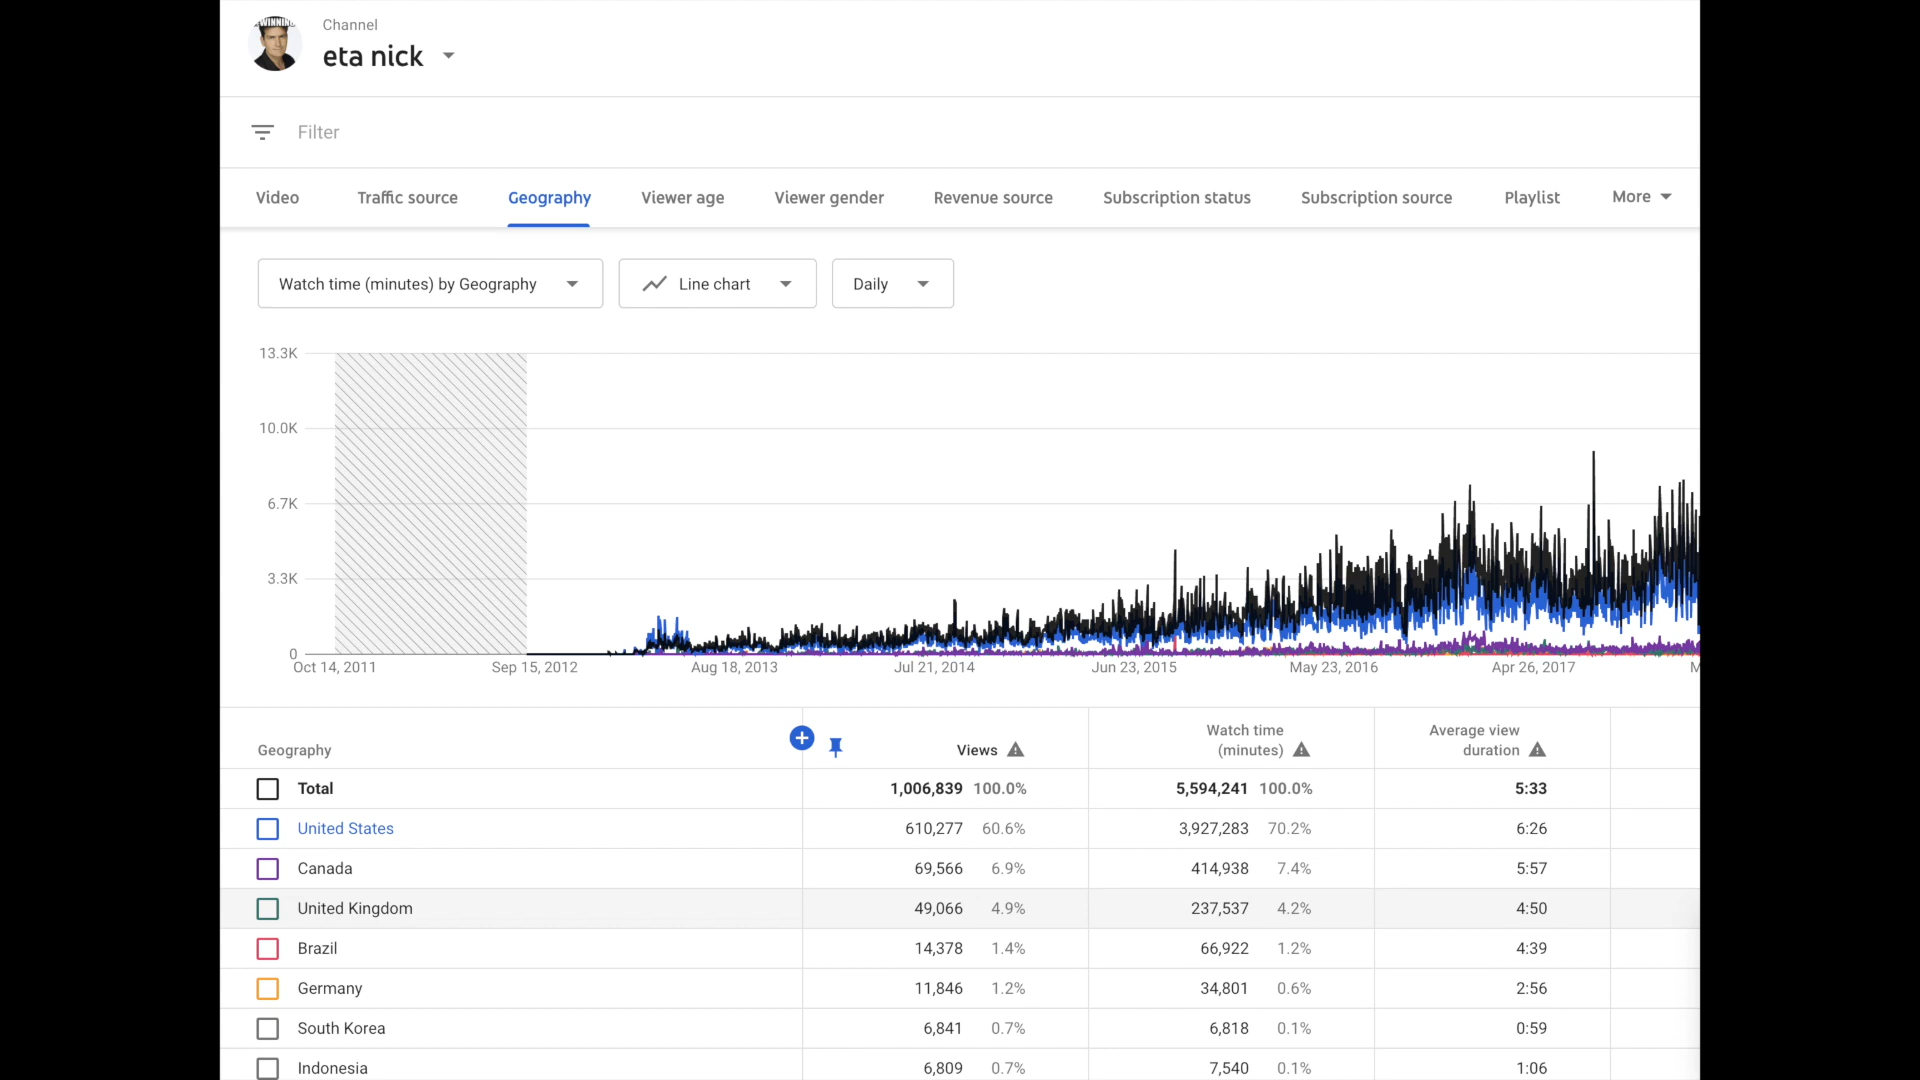 WINNING
Channel
eta nick
Filter
Video Traffic source Geography Viewer age Viewer gender Revenue source Subscription status Subscription source Playlist More
Watch time (minutes) by Geography Line chart Daily
13.3K
10.0K
6.7K
3.3K
0
Oct 14, 2011 Sep 15, 2012 Aug 18, 2013 Jul 21, 2014 Jun 23, 2015 May 23, 2016 Apr 26, 2017 M
Geography Views Watch time (minutes) Average view duration
Total 1,006,839 100.0% 5,594,241 100.0% 5:33
United States 610,277 60.6% 3,927,283 70.2% 6:26
Canada 69,566 6.9% 414,938 7.4% 5:57
United Kingdom 49,066 4.9% 237,537 4.2% 4:50
Brazil 14,378 1.4% 66,922 1.2% 4:39
Germany 11,846 1.2% 34,801 0.6% 2:56
South Korea 6,841 0.7% 6,818 0.1% 0:59
Indonesia 6,809 0.7% 7,540 0.1% 1:06